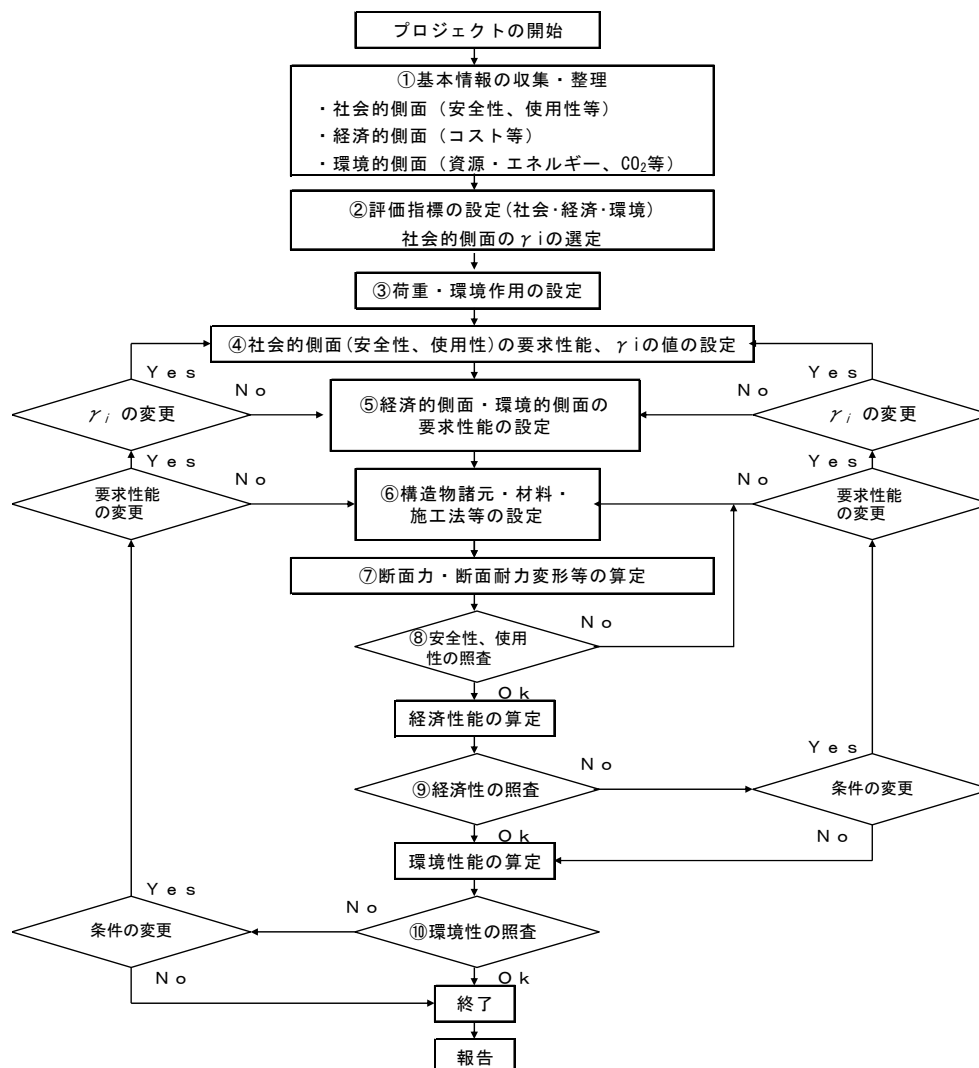 プロジェクトの開始
①基本情報の収集・整理
・社会的側面（安全性、使用性等）
・経済的側面（コスト等）
・環境的側面（資源・エネルギー、CO₂等）
②評価指標の設定(社会・経済・環境)
社会的側面のγiの選定
③荷重・環境作用の設定
④社会的側面(安全性、使用性)の要求性能、γiの値の設定
Yes
No
γi の変更
⑤経済的側面・環境的側面の
要求性能の設定
No
Yes
γi の変更
Yes
No
要求性能
の変更
⑥構造物諸元・材料・
施工法等の設定
No
Yes
要求性能
の変更
⑦断面力・断面耐力変形等の算定
⑧安全性、使用
性の照査
No
Ok
経済性能の算定
⑨経済性の照査
No
Yes
条件の変更
Ok
No
環境性能の算定
Yes
条件の変更
No
⑩環境性の照査
No
Ok
終了
報告